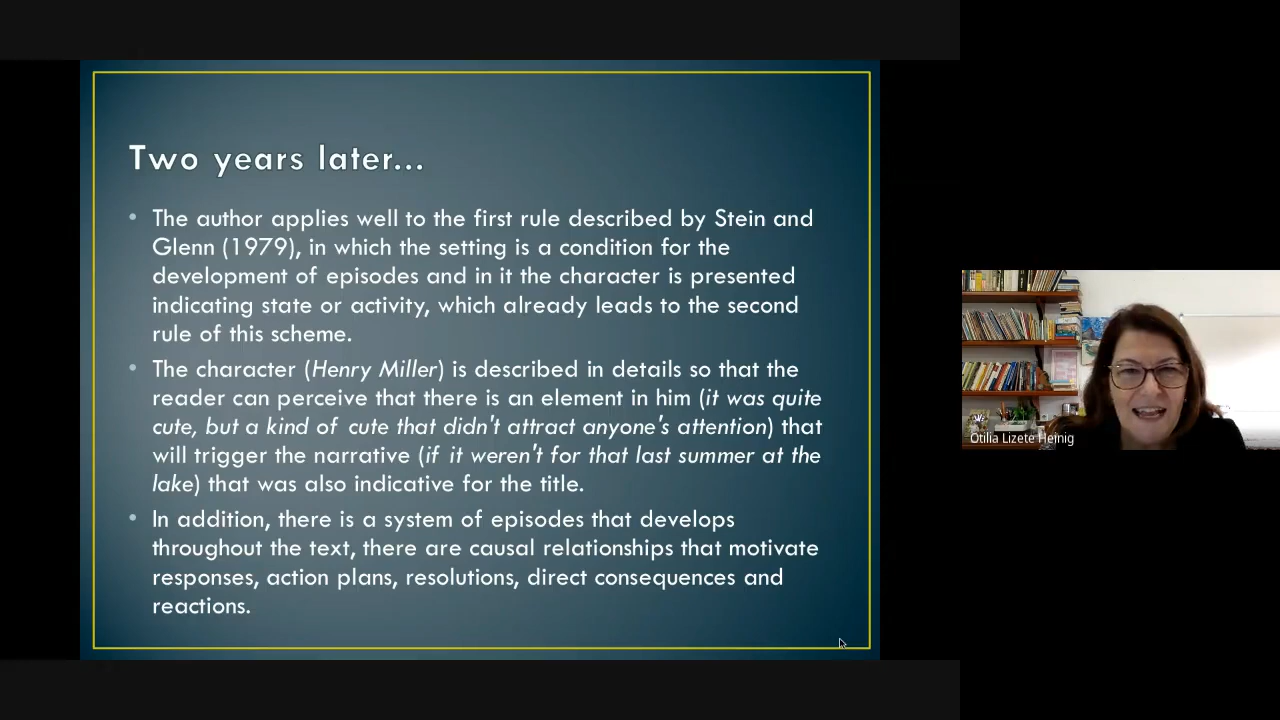 Two years later...
• The author applies well to the first rule described by Stein and
Glenn (1979), in which the setting is a condition for the
development of episodes and in it the character is presented
indicating state or activity, which already leads to the second
rule of this scheme.
• The character (Henry Miller) is described in details so that the
reader can perceive that there is an element in him (it was quite
cute, but a kind of cute that didn't attract anyone's attention) that
will trigger the narrative (if it weren't for that last summer at the
lake) that was also indicative for the title.
• In addition, there is a system of episodes that develops
throughout the text, there are causal relationships that motivate
responses, action plans, resolutions, direct consequences and
reactions.
Otilia Lizete Heinig